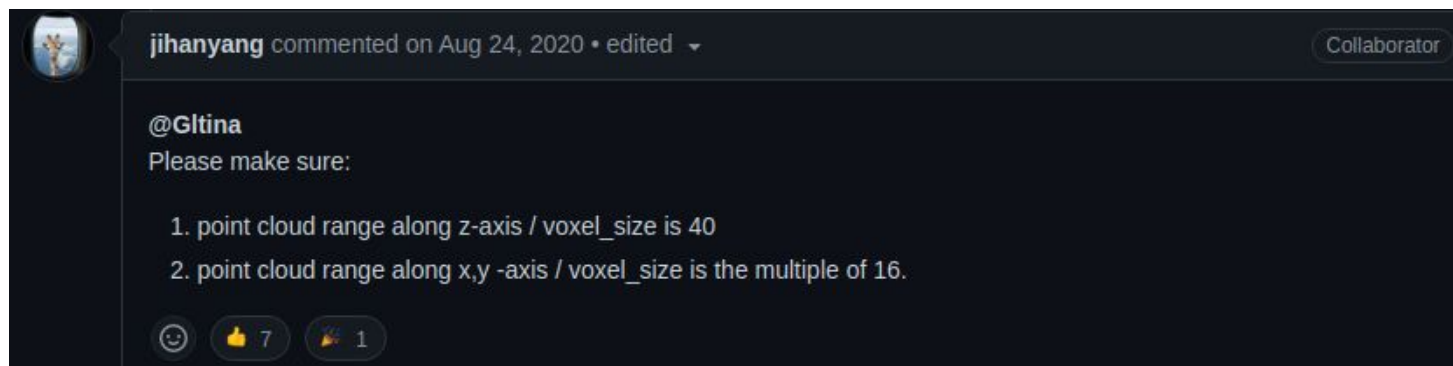 jihanyang commented on Aug 24, 2020 • edited
Collaborator
@Gltina
Please make sure:
1. point cloud range along z-axis / voxel_size is 40
2. point cloud range along x,y -axis / voxel_size is the multiple of 16.
👍 7 🎉 1